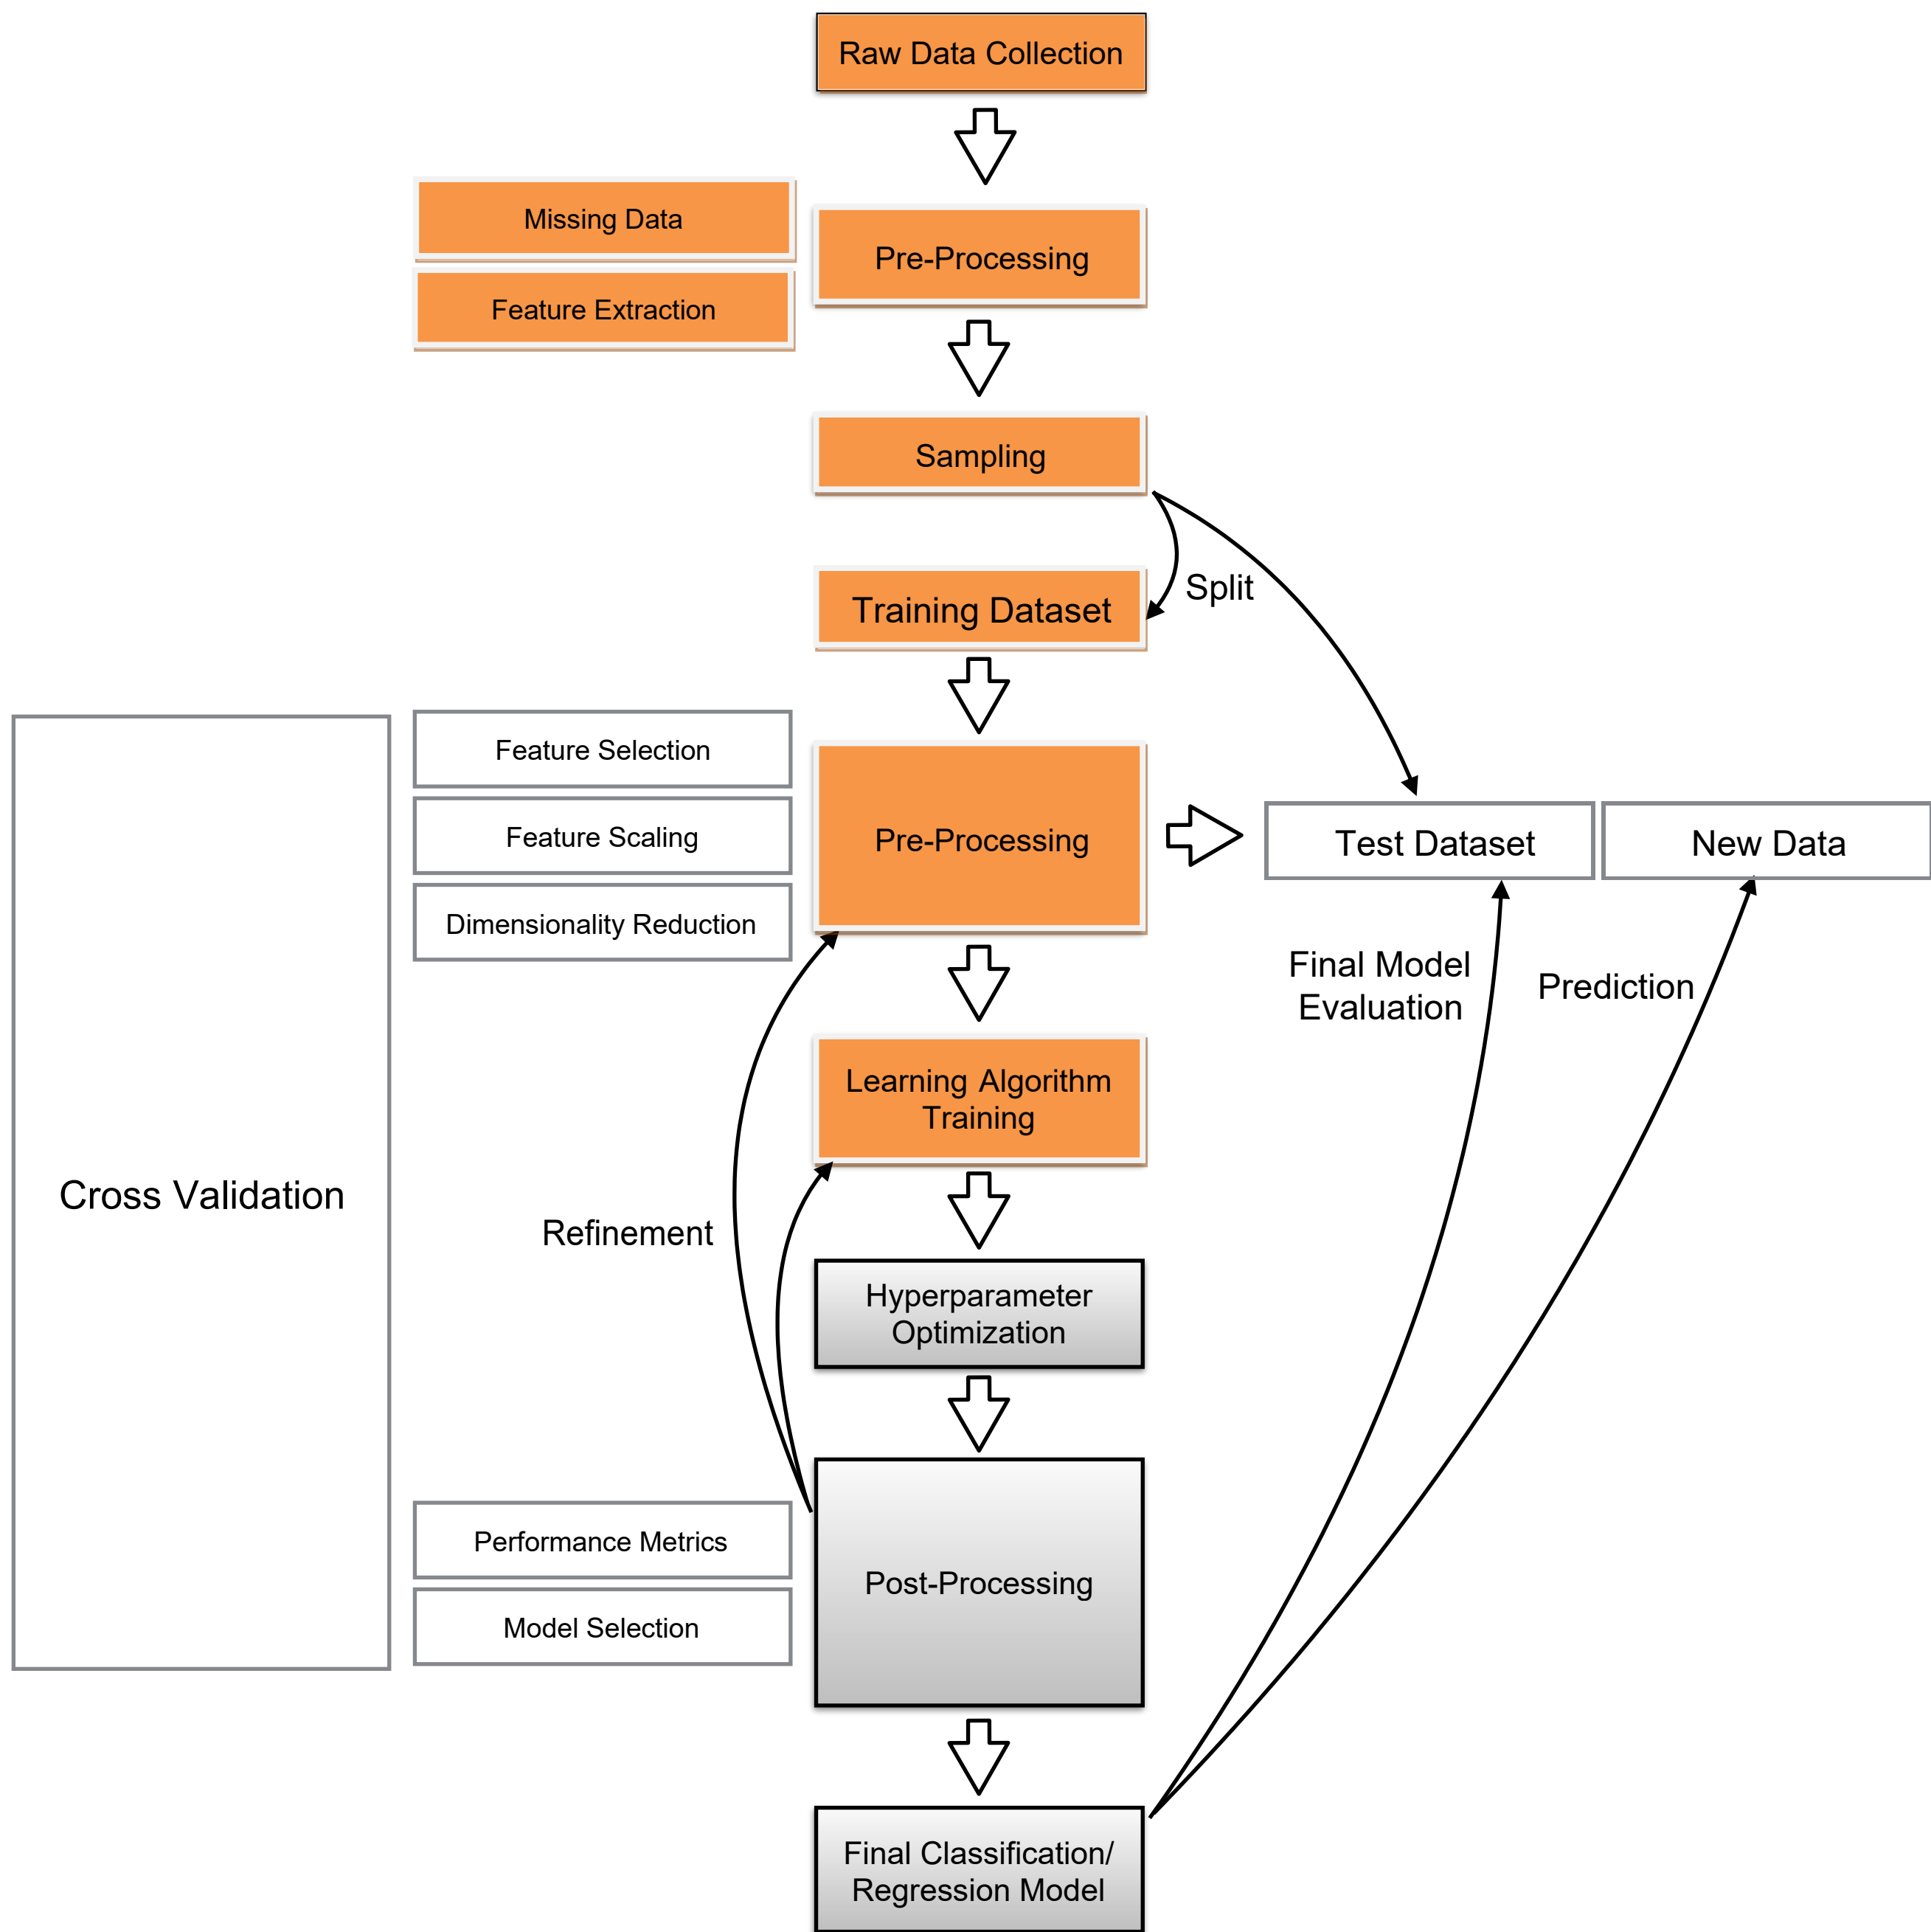 Raw Data Collection
Missing Data
Pre-Processing
Feature Extraction
Sampling
Split
Training Dataset
Feature Selection
Feature Scaling
Pre-Processing
Test Dataset
New Data
Dimensionality Reduction
Final Model
Evaluation
Prediction
Learning Algorithm
Training
Cross Validation
Refinement
Hyperparameter
Optimization
Performance Metrics
Post-Processing
Model Selection
Final Classification/
Regression Model